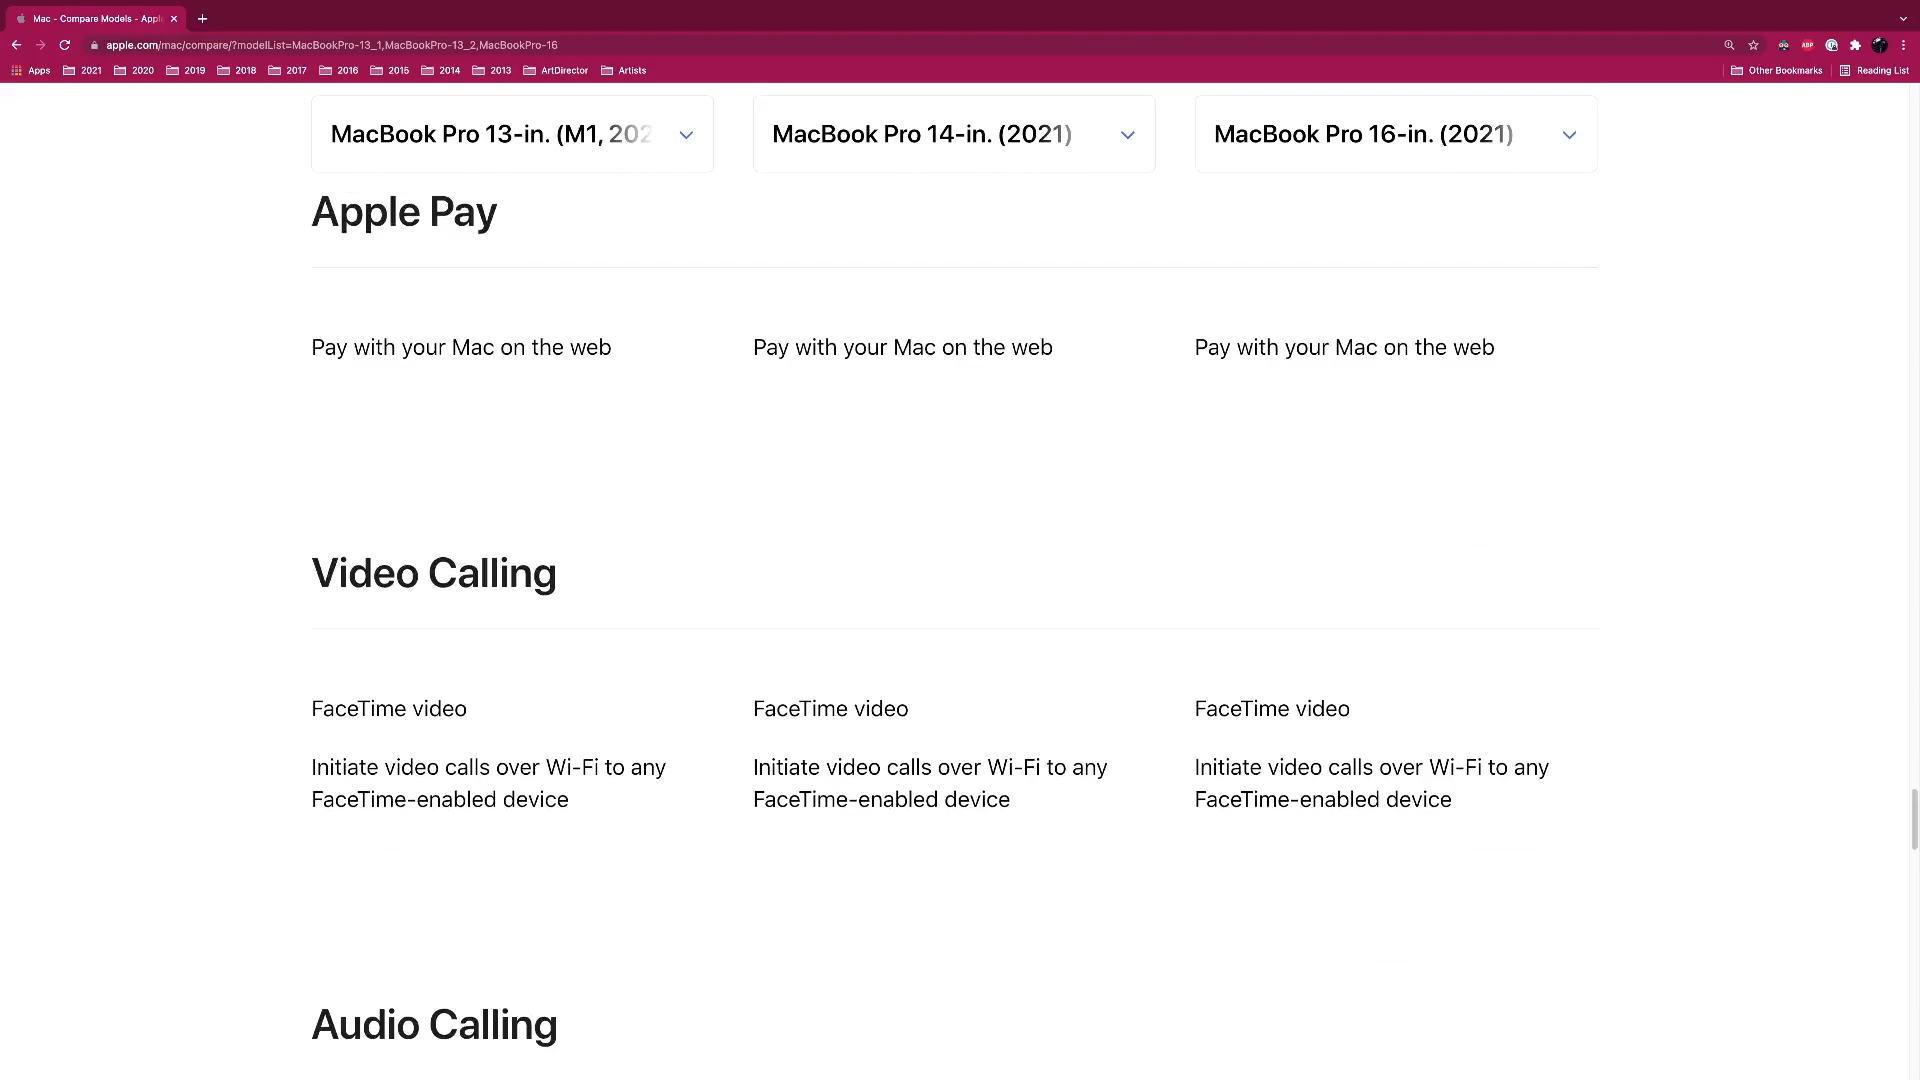 Mac - Compare Models - Apple
apple.com/mac/compare/?modelList=MacBookPro-13_1,MacBookPro-13_2,MacBookPro-16
ABP
Apps 2021 2020 2019 2018 2017 2016 2015 2014 2013 ArtDirector Artists Other Bookmarks Reading List
MacBook Pro 13-in. (M1, 202 MacBook Pro 14-in. (2021) MacBook Pro 16-in. (2021)
Apple Pay
Pay with your Mac on the web Pay with your Mac on the web Pay with your Mac on the web
Video Calling
FaceTime video FaceTime video FaceTime video
Initiate video calls over Wi-Fi to any Initiate video calls over Wi-Fi to any Initiate video calls over Wi-Fi to any
FaceTime-enabled device FaceTime-enabled device FaceTime-enabled device
Audio Calling